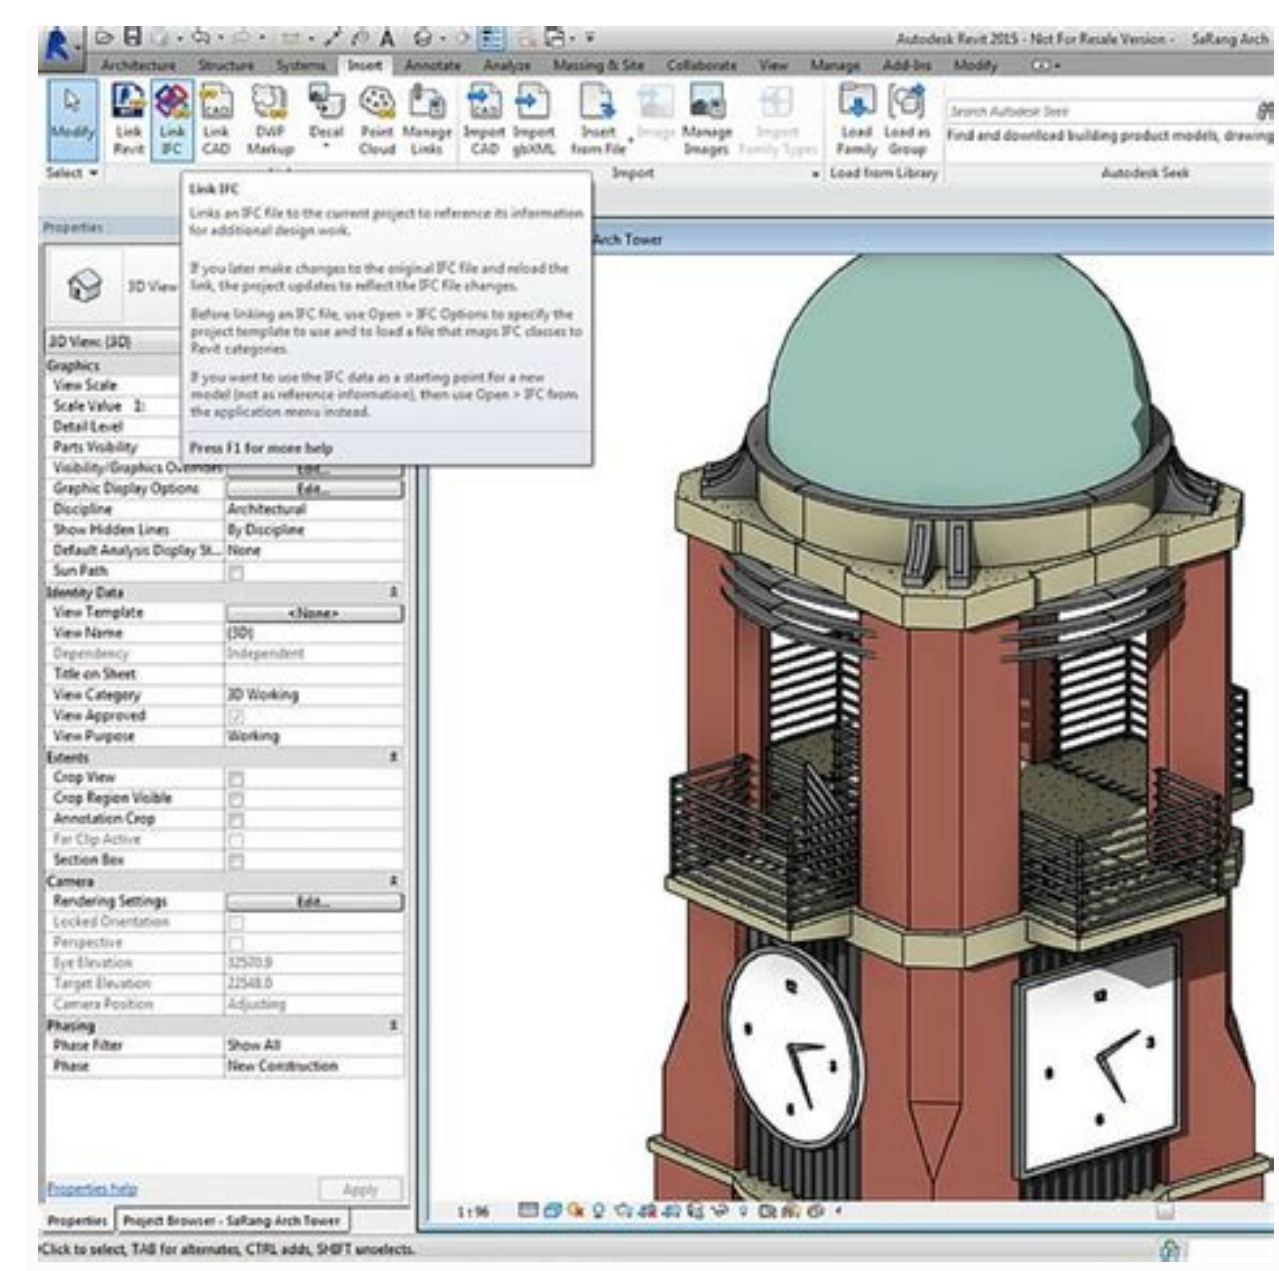 Autodesk Revit 2015 - Not For Resale Version - SaRang Arch
Architecture Structure Systems Insert Annotate Analyze Massing & Site Collaborate View Manage Add-Ins Modify
Modify
Link Revit
Link IFC
Link CAD
DWF Markup
Decal
Point Cloud
Manage Links
Import CAD
Import gbXML
Insert from File
Image
Manage Images
Import Family Types
Load Family
Load as Group
Search Autodesk Seek
Find and download building product models, drawing
Select
Import
Load from Library
Autodesk Seek
Link IFC
Links an IFC file to the current project to reference its information
for additional design work.
If you later make changes to the original IFC file and reload the
link, the project updates to reflect the IFC file changes.
Before linking an IFC file, use Open > IFC Options to specify the
project template to use and to load a file that maps IFC classes to
Revit categories.
If you want to use the IFC data as a starting point for a new
model (not as reference information), then use Open > IFC from
the application menu instead.
Press F1 for more help
Properties
Arch Tower
3D View
3D View: {3D}
Graphics
View Scale
Scale Value 1:
Detail Level
Parts Visibility
Visibility/Graphics Overrides Edit...
Graphic Display Options Edit...
Discipline Architectural
Show Hidden Lines By Discipline
Default Analysis Display St... None
Sun Path
Identity Data
View Template <None>
View Name {3D}
Dependency Independent
Title on Sheet
View Category 3D Working
View Approved
View Purpose Working
Extents
Crop View
Crop Region Visible
Annotation Crop
Far Clip Active
Section Box
Camera
Rendering Settings Edit...
Locked Orientation
Perspective
Eye Elevation 32570.9
Target Elevation 22548.0
Camera Position Adjusting
Phasing
Phase Filter Show All
Phase New Construction
12
9
3
6
12
3
9
6
Properties help
Apply
Properties
Project Browser - SaRang Arch Tower
1 : 96
Click to select, TAB for alternates, CTRL adds, SHIFT unselects.